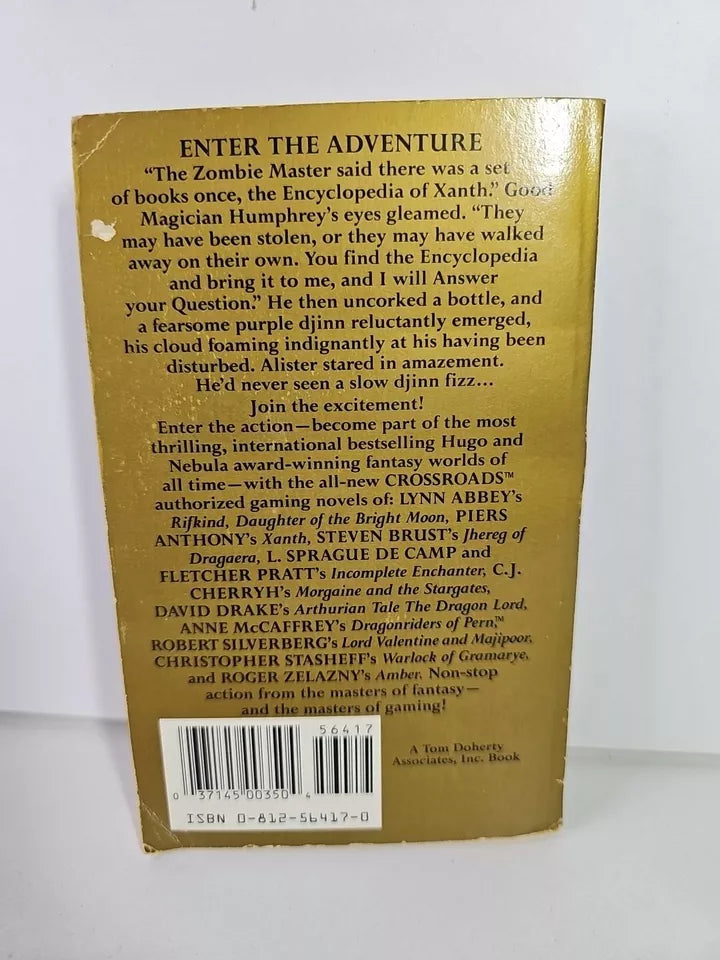 ENTER THE ADVENTURE
“The Zombie Master said there was a set
of books once, the Encyclopedia of Xanth.” Good
Magician Humphrey’s eyes gleamed. “They
may have been stolen, or they may have walked
away on their own. You find the Encyclopedia
and bring it to me, and I will Answer
your Question.” He then uncorked a bottle, and
a fearsome purple djinn reluctantly emerged,
his cloud foaming indignantly at his having been
disturbed. Alister stared in amazement.
He’d never seen a slow djinn fizz...
Join the excitement!
Enter the action—become part of the most
thrilling, international bestselling Hugo and
Nebula award-winning fantasy worlds of
all time—with the all-new CROSSROADS™
authorized gaming novels of: LYNN ABBEY’s
Rifkind, Daughter of the Bright Moon, PIERS
ANTHONY’s Xanth, STEVEN BRUST’s Jhereg of
Dragaera, L. SPRAGUE DE CAMP and
FLETCHER PRATT’s Incomplete Enchanter, C.J.
CHERRYH’s Morgaine and the Stargates,
DAVID DRAKE’s Arthurian Tale The Dragon Lord,
ANNE McCAFFREY’s Dragonriders of Pern,™
ROBERT SILVERBERG’s Lord Valentine and Majipoor,
CHRISTOPHER STASHEFF’s Warlock of Gramarye,
and ROGER ZELAZNY’s Amber. Non-stop
action from the masters of fantasy—
and the masters of gaming!
56417
0 37145 00350 4
ISBN 0-812-56417-0
A Tom Doherty
Associates, Inc. Book